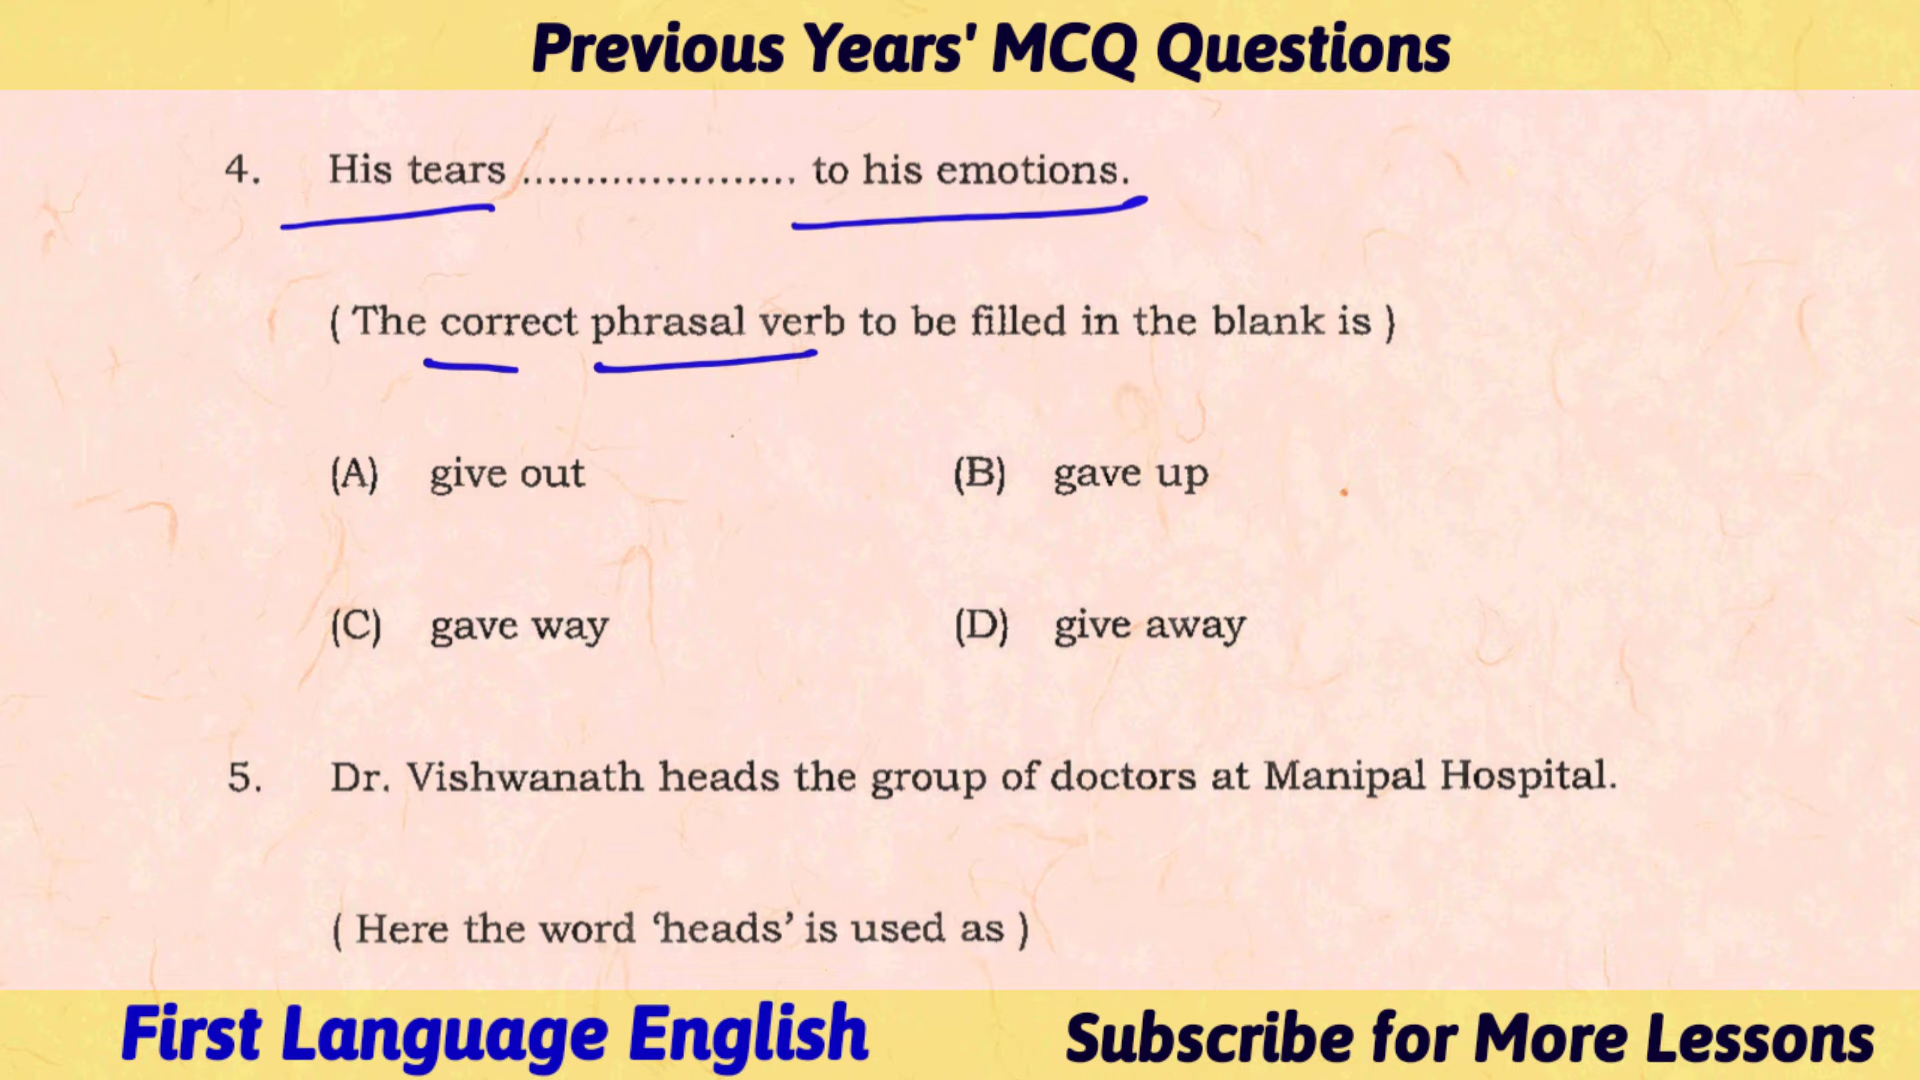 Previous Years' MCQ Questions
4. His tears ...................... to his emotions.
( The correct phrasal verb to be filled in the blank is )
(A) give out (B) gave up
(C) gave way (D) give away
5. Dr. Vishwanath heads the group of doctors at Manipal Hospital.
( Here the word ‘heads’ is used as )
First Language English Subscribe for More Lessons